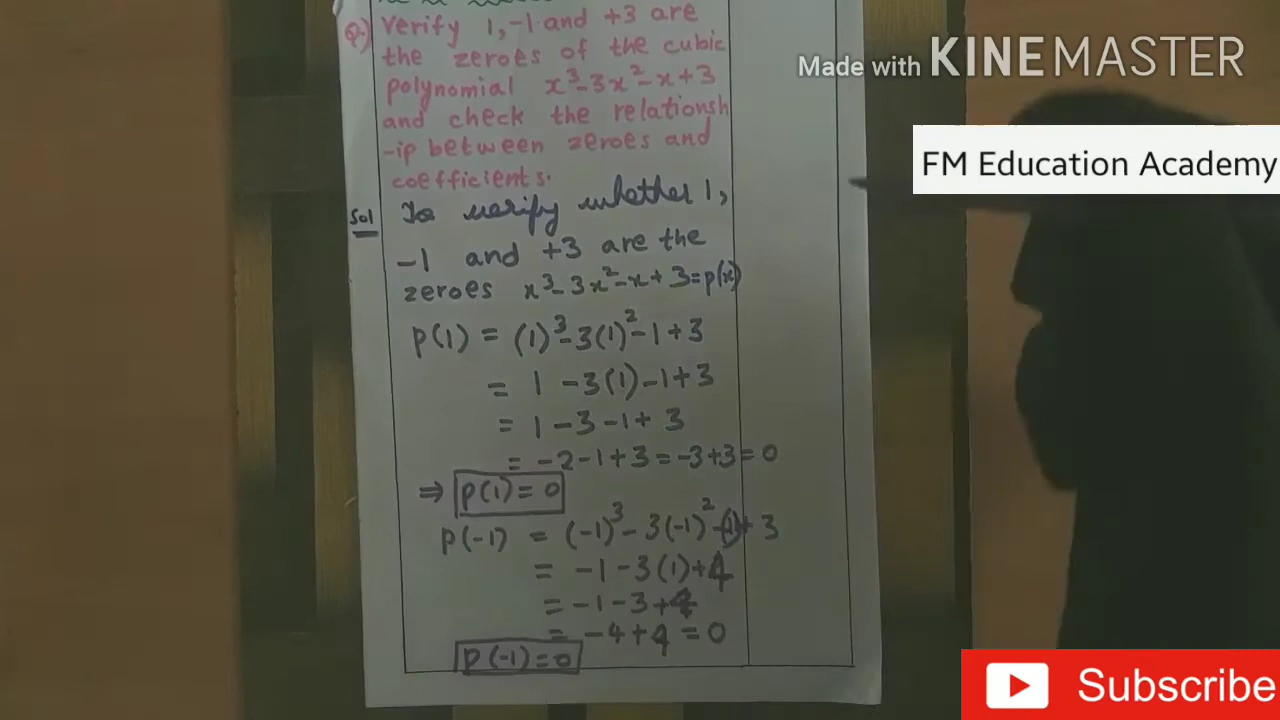 Q.) Verify 1, -1 and +3 are
the zeroes of the cubic
polynomial x³-3x²-x+3
and check the relationsh
-ip between zeroes and
coefficients.
Sol To verify whether 1,
-1 and +3 are the
zeroes x³-3x²-x+3=p(x)
p(1) = (1)³-3(1)²-1+3
= 1 -3(1)-1+3
= 1-3-1+3
= -2-1+3=-3+3=0
⇒ p(1)=0
p(-1) = (-1)³-3(-1)²-(-1)+3
= -1-3(1)+4
= -1-3+4
= -4+4=0
p(-1)=0
Made with KINEMASTER
FM Education Academy
Subscribe